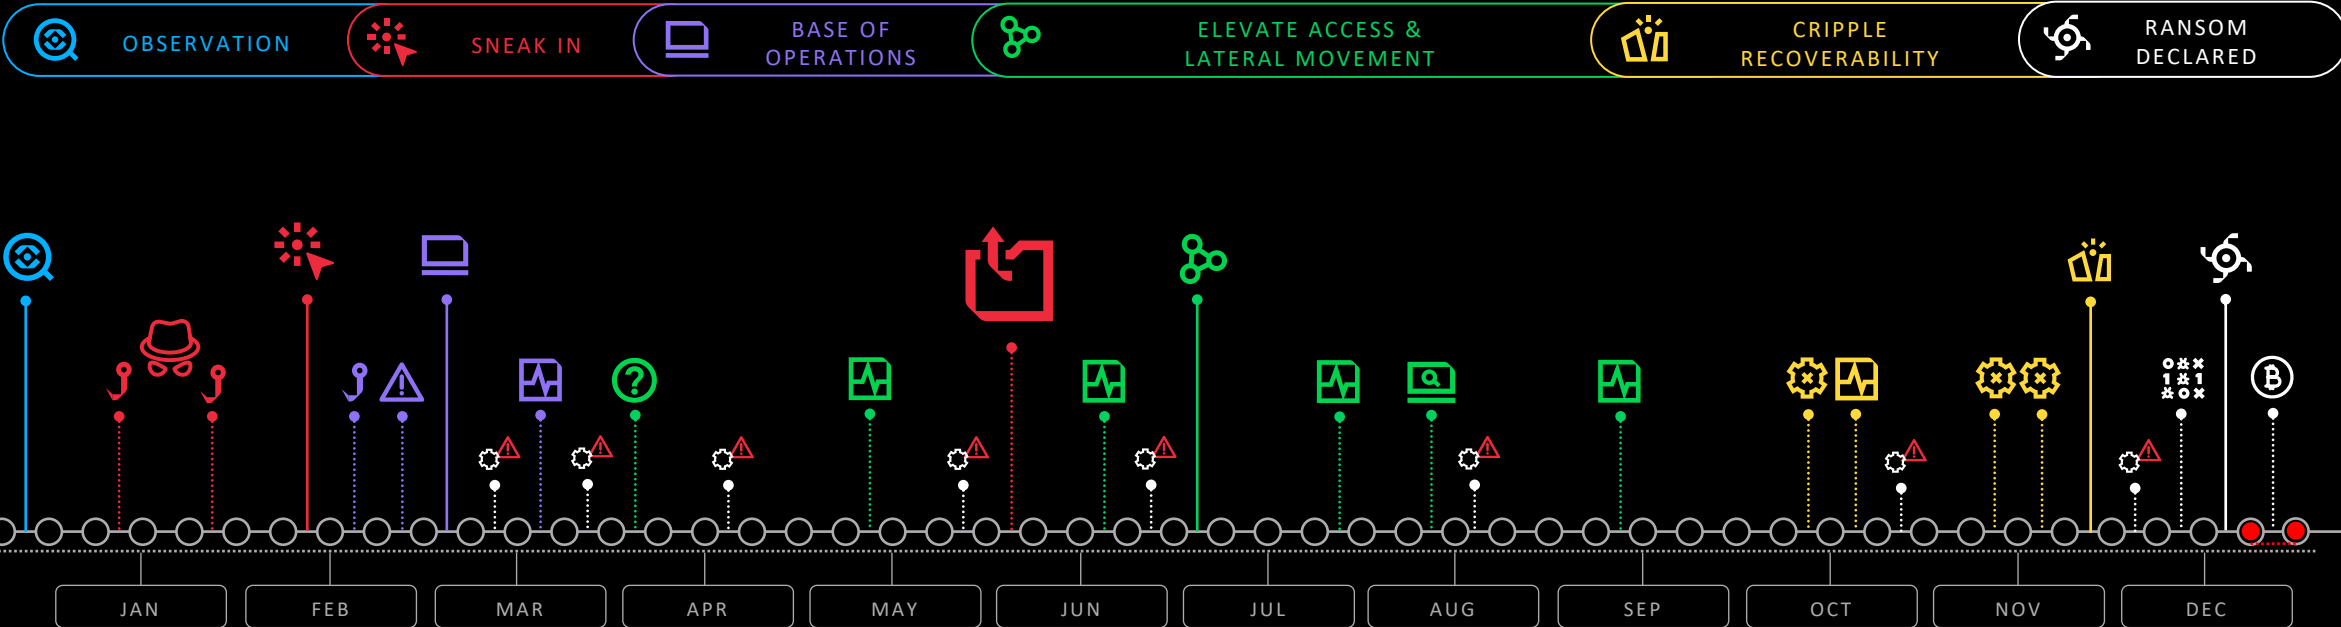 OBSERVATION
SNEAK IN
BASE OF
OPERATIONS
ELEVATE ACCESS &
LATERAL MOVEMENT
CRIPPLE
RECOVERABILITY
RANSOM
DECLARED
JAN
FEB
MAR
APR
MAY
JUN
JUL
AUG
SEP
OCT
NOV
DEC